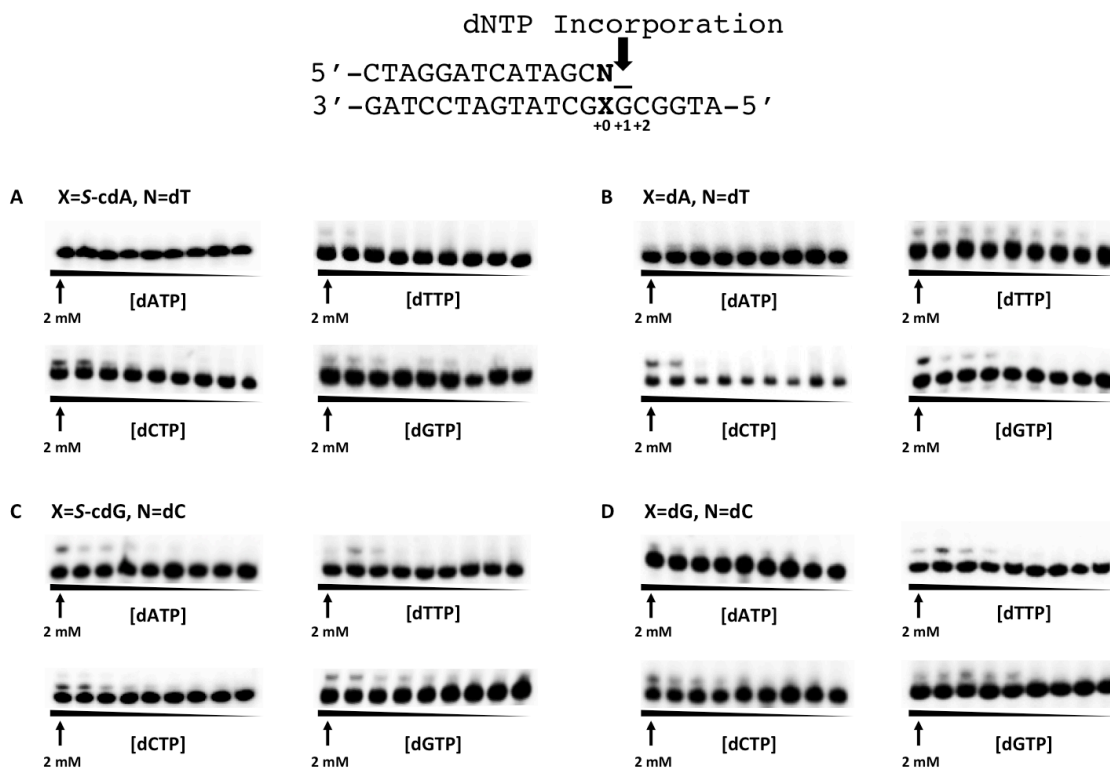 dNTP Incorporation
5′-CTAGGATCATAGCN_
3′-GATCCTAGTATCGXGCGGTA-5′
+0 +1 +2
A X=S-cdA, N=dT
B X=dA, N=dT
[dATP] [dTTP] [dATP] [dTTP]
2 mM 2 mM 2 mM 2 mM
[dCTP] [dGTP] [dCTP] [dGTP]
2 mM 2 mM 2 mM 2 mM
C X=S-cdG, N=dC
D X=dG, N=dC
[dATP] [dTTP] [dATP] [dTTP]
2 mM 2 mM 2 mM 2 mM
[dCTP] [dGTP] [dCTP] [dGTP]
2 mM 2 mM 2 mM 2 mM